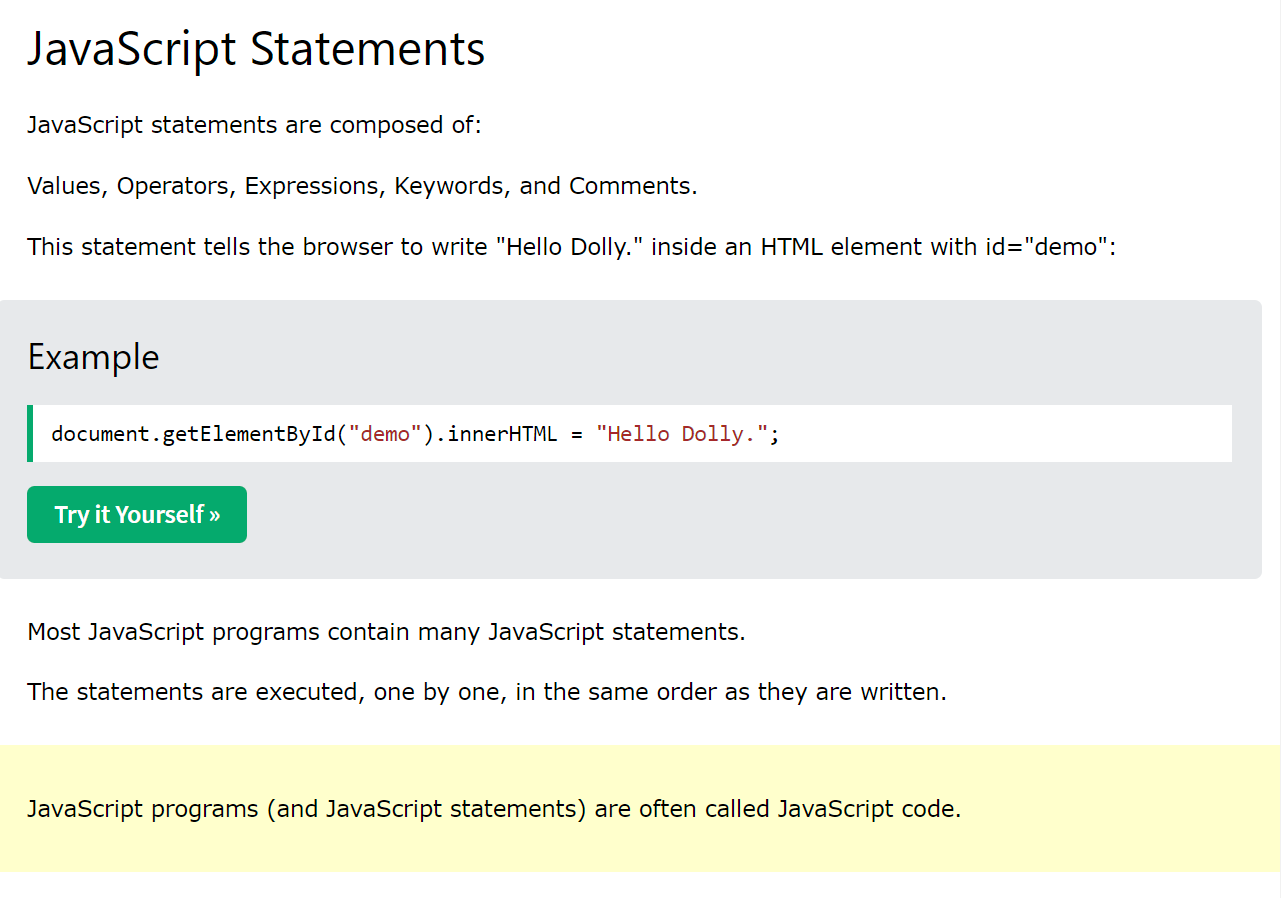 JavaScript Statements
JavaScript statements are composed of:
Values, Operators, Expressions, Keywords, and Comments.
This statement tells the browser to write "Hello Dolly." inside an HTML element with id="demo":
Example
document.getElementById("demo").innerHTML = "Hello Dolly.";
Try it Yourself »
Most JavaScript programs contain many JavaScript statements.
The statements are executed, one by one, in the same order as they are written.
JavaScript programs (and JavaScript statements) are often called JavaScript code.